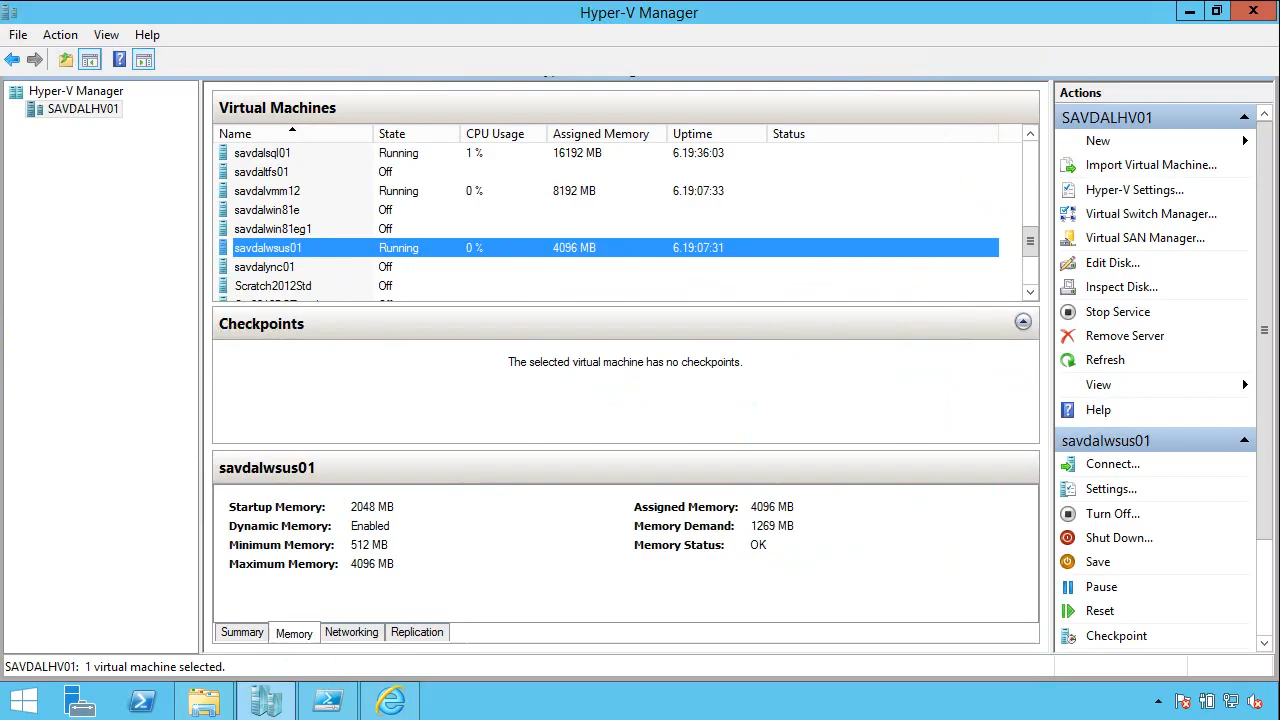 Hyper-V Manager
File Action View Help
Hyper-V Manager
SAVDALHV01
Virtual Machines
Name State CPU Usage Assigned Memory Uptime Status
savdalsql01 Running 1 % 16192 MB 6.19:36:03
savdaltfs01 Off
savdalvmm12 Running 0 % 8192 MB 6.19:07:33
savdalwin81e Off
savdalwin81eg1 Off
savdalwsus01 Running 0 % 4096 MB 6.19:07:31
savdalync01 Off
Scratch2012Std Off
Checkpoints
The selected virtual machine has no checkpoints.
savdalwsus01
Startup Memory: 2048 MB Assigned Memory: 4096 MB
Dynamic Memory: Enabled Memory Demand: 1269 MB
Minimum Memory: 512 MB Memory Status: OK
Maximum Memory: 4096 MB
Summary Memory Networking Replication
Actions
SAVDALHV01
New
Import Virtual Machine...
Hyper-V Settings...
Virtual Switch Manager...
Virtual SAN Manager...
Edit Disk...
Inspect Disk...
Stop Service
Remove Server
Refresh
View
Help
savdalwsus01
Connect...
Settings...
Turn Off...
Shut Down...
Save
Pause
Reset
Checkpoint
SAVDALHV01: 1 virtual machine selected.